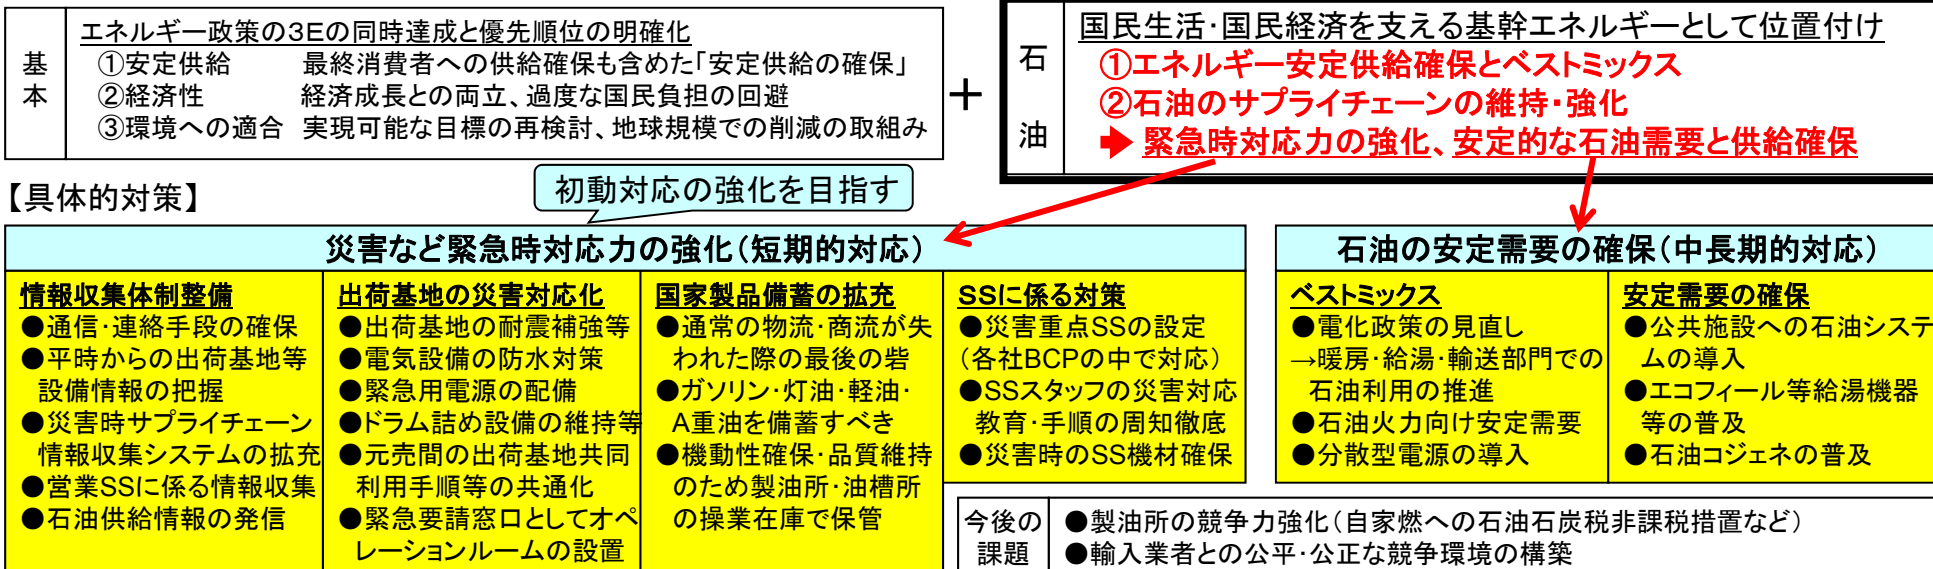 基本
エネルギー政策の3Eの同時達成と優先順位の明確化
①安定供給　最終消費者への供給確保も含めた「安定供給の確保」
②経済性　経済成長との両立、過度な国民負担の回避
③環境への適合　実現可能な目標の再検討、地球規模での削減の取組み
＋
石油
国民生活・国民経済を支える基幹エネルギーとして位置付け
①エネルギー安定供給確保とベストミックス
②石油のサプライチェーンの維持・強化
➡ 緊急時対応力の強化、安定的な石油需要と供給確保
【具体的対策】
初動対応の強化を目指す
災害など緊急時対応力の強化（短期的対応）
情報収集体制整備
●通信・連絡手段の確保
●平時からの出荷基地等
設備情報の把握
●災害時サプライチェーン
情報収集システムの拡充
●営業SSに係る情報収集
●石油供給情報の発信
出荷基地の災害対応化
●出荷基地の耐震補強等
●電気設備の防水対策
●緊急用電源の配備
●ドラム詰め設備の維持等
●元売間の出荷基地共同
利用手順等の共通化
●緊急要請窓口としてオペ
レーションルームの設置
国家製品備蓄の拡充
●通常の物流・商流が失
われた際の最後の砦
●ガソリン・灯油・軽油・
A重油を備蓄すべき
●機動性確保・品質維持
のため製油所・油槽所
の操業在庫で保管
SSに係る対策
●災害重点SSの設定
（各社BCPの中で対応）
●SSスタッフの災害対応
教育・手順の周知徹底
●災害時のSS機材確保
石油の安定需要の確保（中長期的対応）
ベストミックス
●電化政策の見直し
→暖房・給湯・輸送部門での
石油利用の推進
●石油火力向け安定需要
●分散型電源の導入
安定需要の確保
●公共施設への石油システ
ムの導入
●エコフィール等給湯機器
等の普及
●石油コジェネの普及
今後の
課題
●製油所の競争力強化（自家燃への石油石炭税非課税措置など）
●輸入業者との公平・公正な競争環境の構築